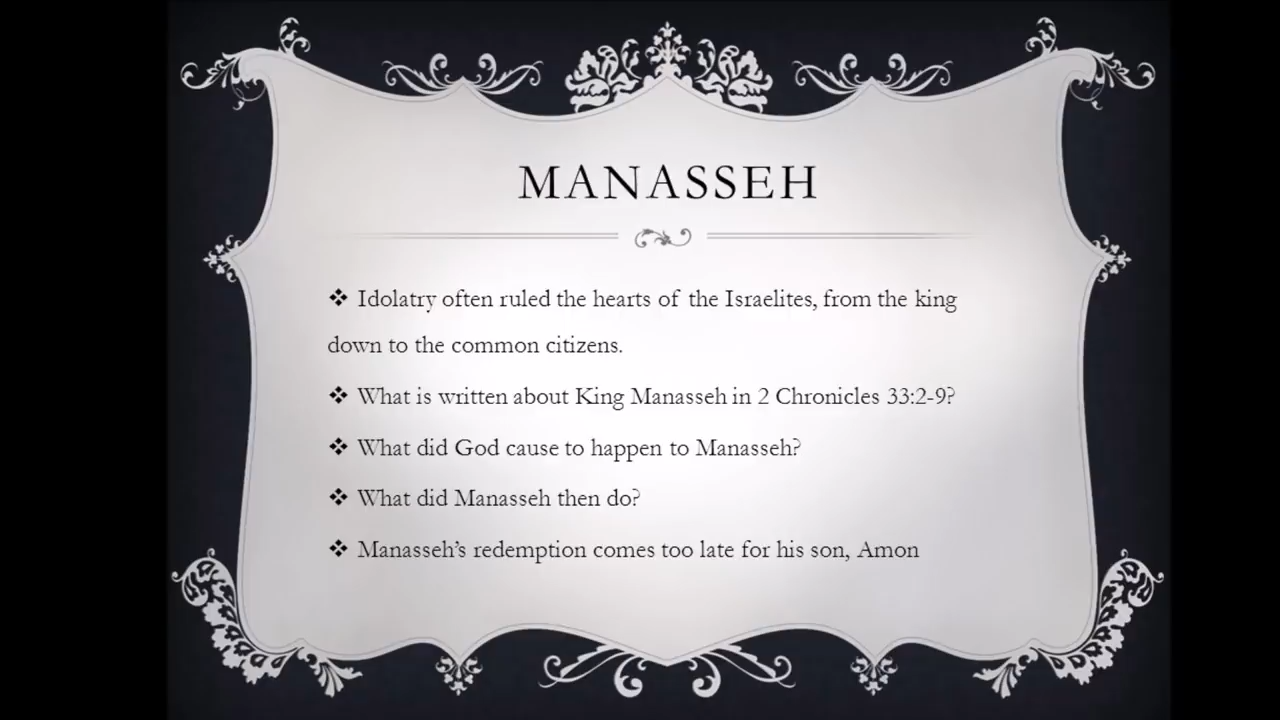 MANASSEH
❖ Idolatry often ruled the hearts of the Israelites, from the king
down to the common citizens.
❖ What is written about King Manasseh in 2 Chronicles 33:2-9?
❖ What did God cause to happen to Manasseh?
❖ What did Manasseh then do?
❖ Manasseh’s redemption comes too late for his son, Amon